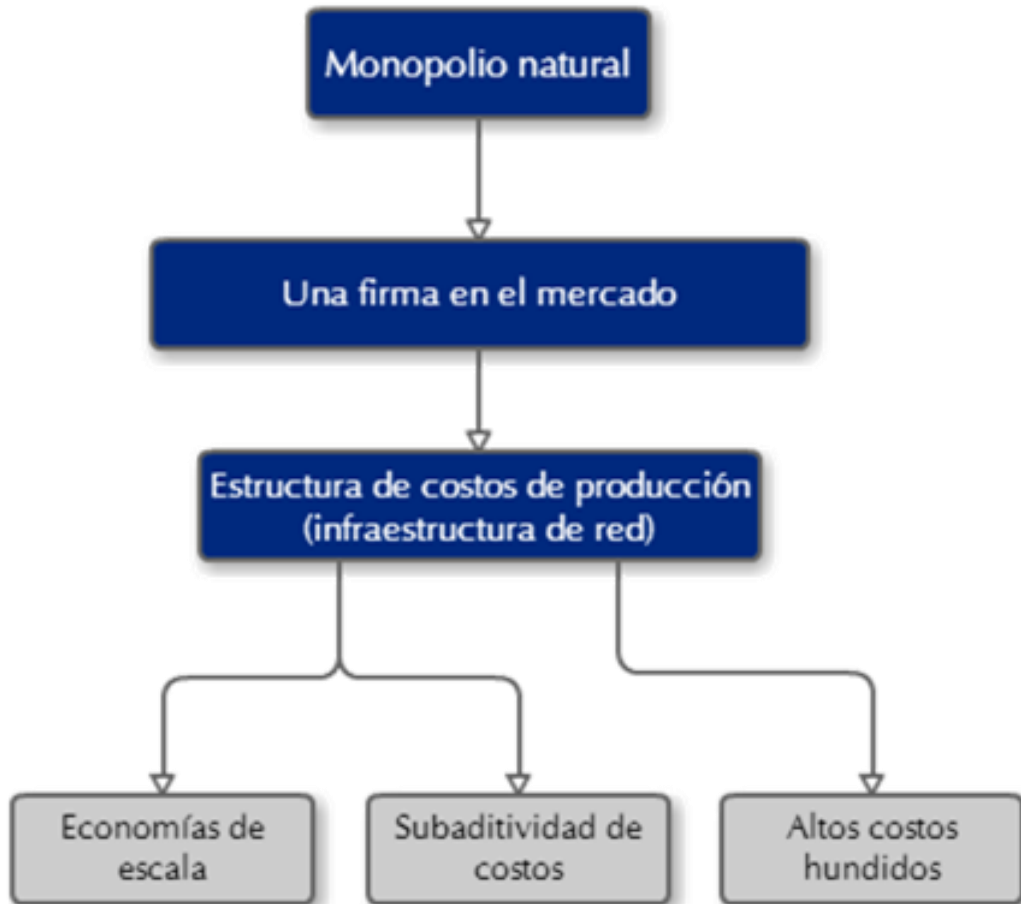 Monopolio natural
Una firma en el mercado
Estructura de costos de producción
(infraestructura de red)
Economías de
escala
Subaditividad de
costos
Altos costos
hundidos